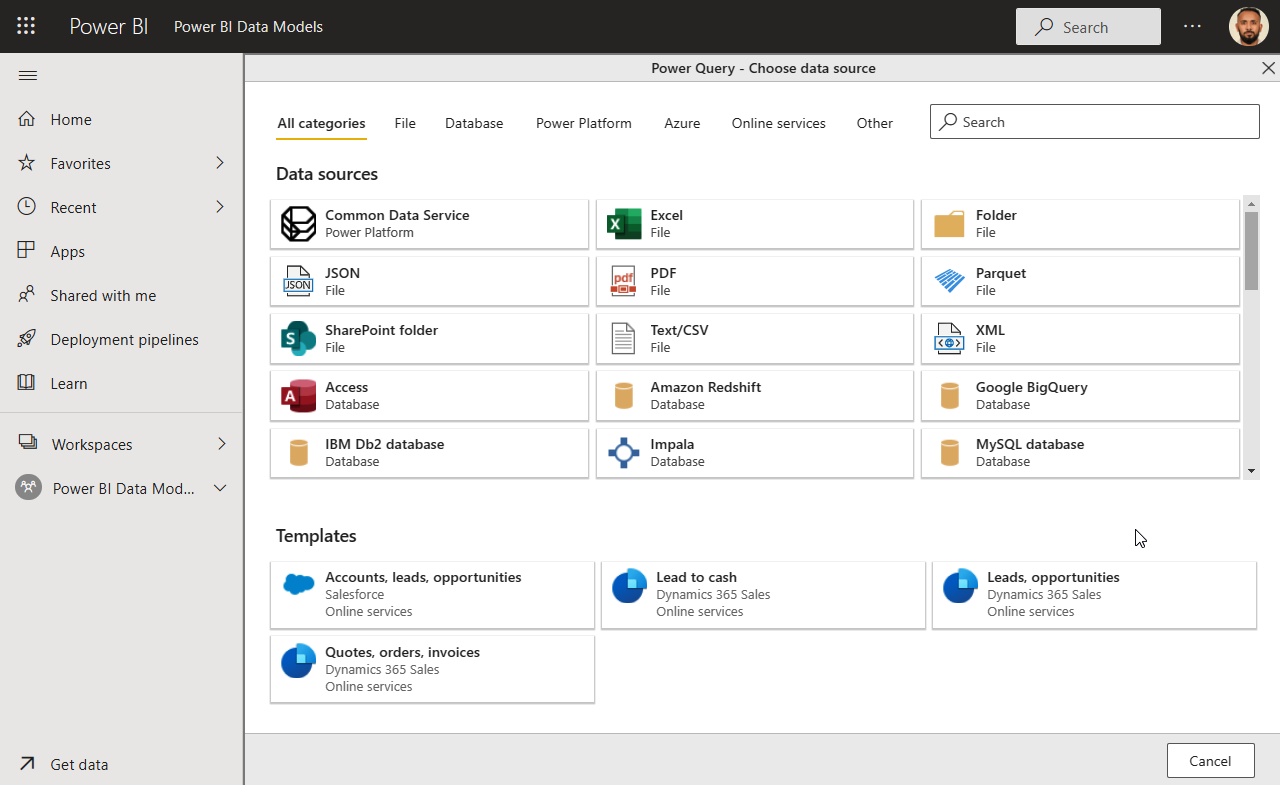 Power BI
Power BI Data Models
Search
Power Query - Choose data source
Home
Favorites
Recent
Apps
Shared with me
Deployment pipelines
Learn
Workspaces
Power BI Data Mod...
Get data
All categories
File
Database
Power Platform
Azure
Online services
Other
Search
Data sources
Common Data Service
Power Platform
Excel
File
Folder
File
JSON
JSON
File
pdf
PDF
File
Parquet
File
S
SharePoint folder
File
Text/CSV
File
XML
File
A
Access
Database
Amazon Redshift
Database
Google BigQuery
Database
IBM Db2 database
Database
Impala
Database
MySQL database
Database
Templates
Accounts, leads, opportunities
Salesforce
Online services
Lead to cash
Dynamics 365 Sales
Online services
Leads, opportunities
Dynamics 365 Sales
Online services
Quotes, orders, invoices
Dynamics 365 Sales
Online services
Cancel